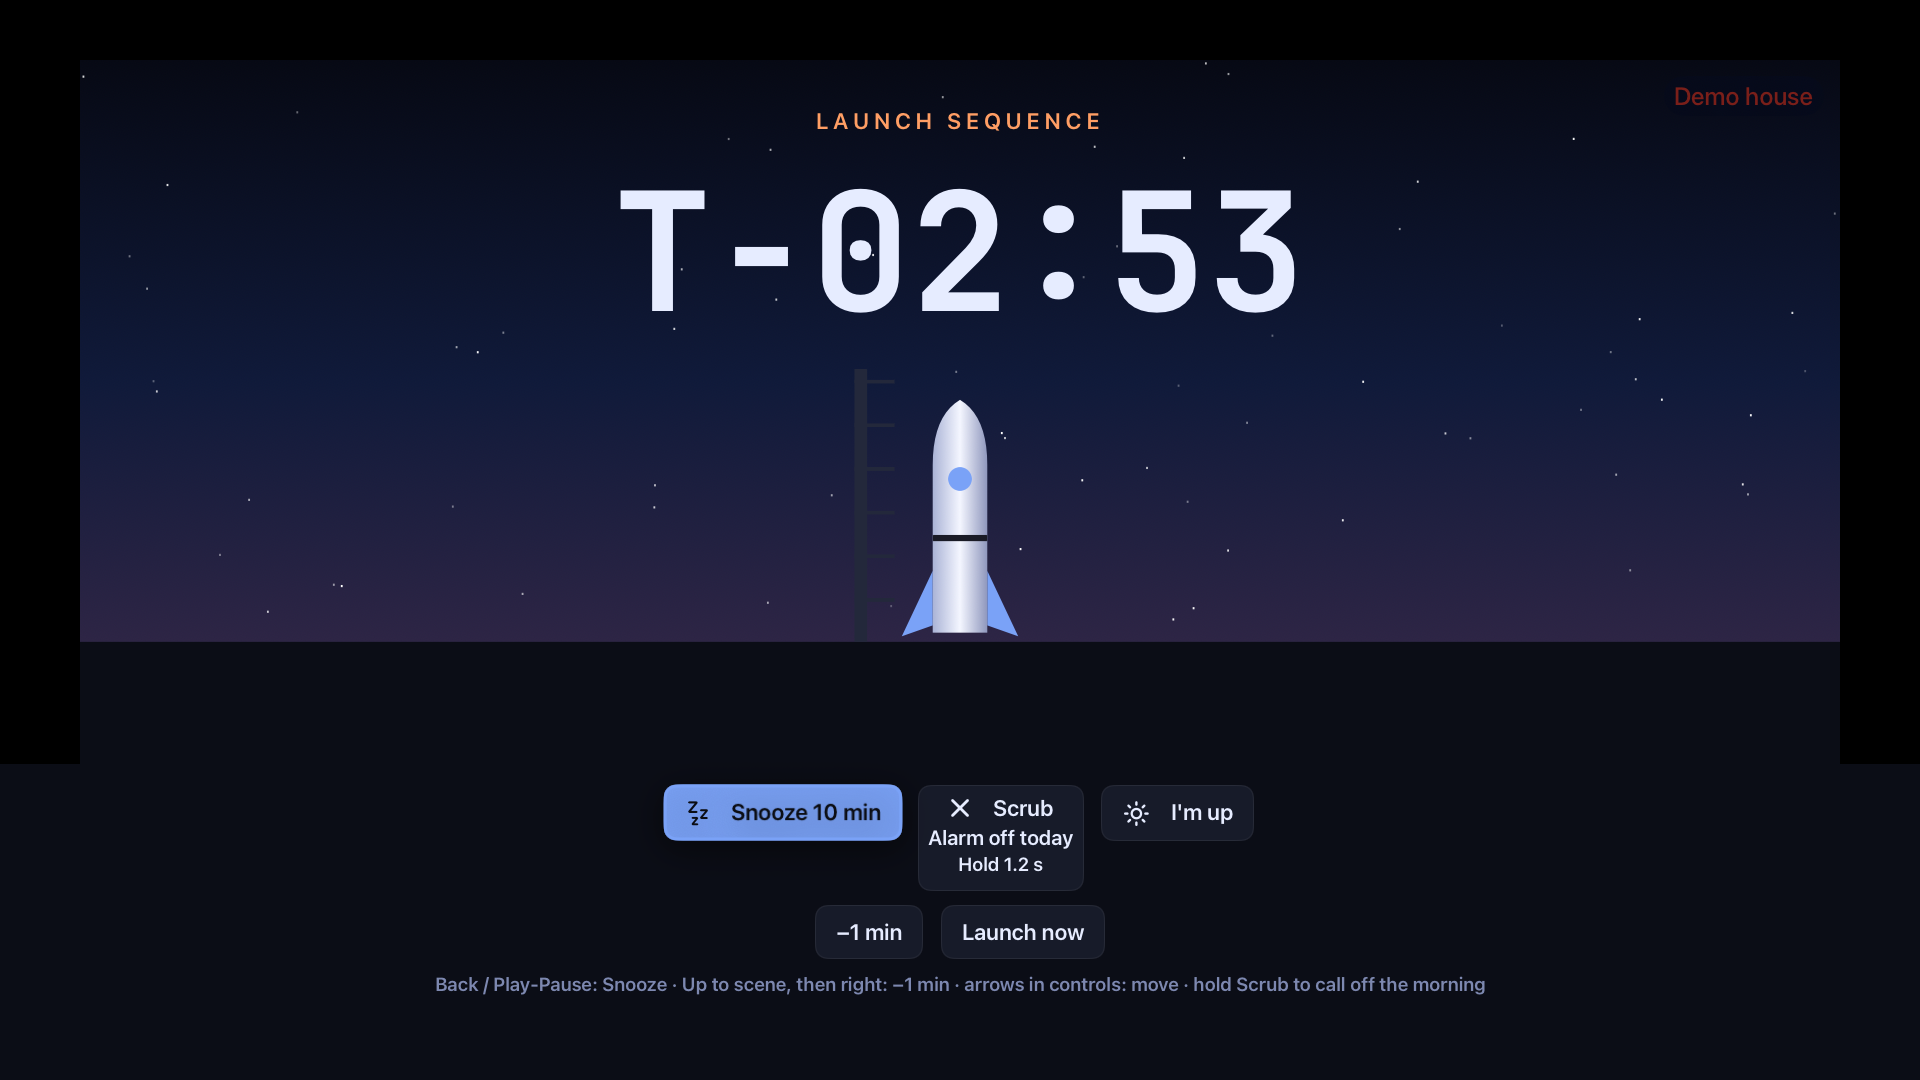 Demo house
LAUNCH SEQUENCE
T-02:53
Snooze 10 min
Scrub
Alarm off today
Hold 1.2 s
I'm up
−1 min
Launch now
Back / Play-Pause: Snooze · Up to scene, then right: −1 min · arrows in controls: move · hold Scrub to call off the morning